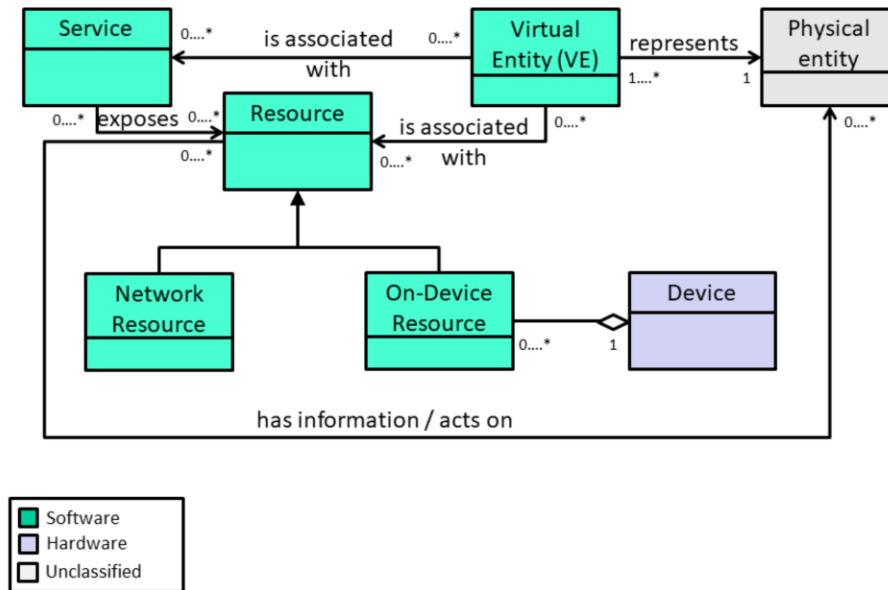 Service
0....*
is associated
with
0....*
Virtual
Entity (VE)
represents
1....*
1
Physical
entity
0....*
exposes
0....*
Resource
0....*
is associated
with
0....*
0....*
0....*
Network
Resource
On-Device
Resource
0....*
1
Device
has information / acts on
Software
Hardware
Unclassified